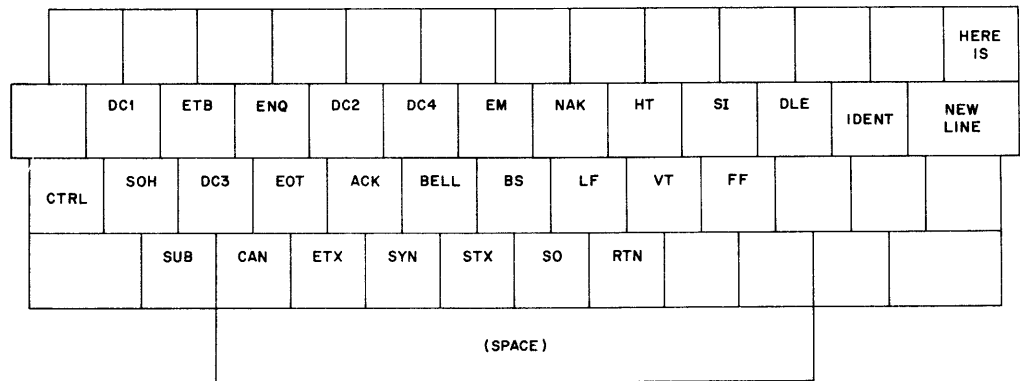 HERE IS
DC1 ETB ENQ DC2 DC4 EM NAK HT SI DLE IDENT NEW LINE
CTRL SOH DC3 EOT ACK BELL BS LF VT FF
SUB CAN ETX SYN STX SO RTN
(SPACE)